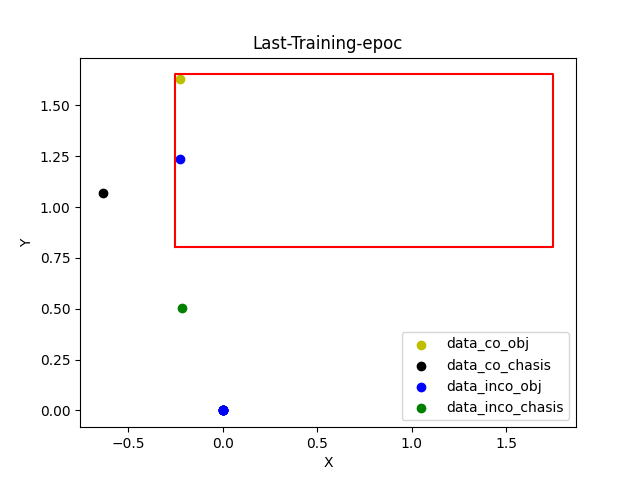 Last-Training-epoc
1.50
1.25
1.00
0.75
0.50
0.25
0.00
Y
−0.5
0.0
0.5
1.0
1.5
X
data_co_obj
data_co_chasis
data_inco_obj
data_inco_chasis